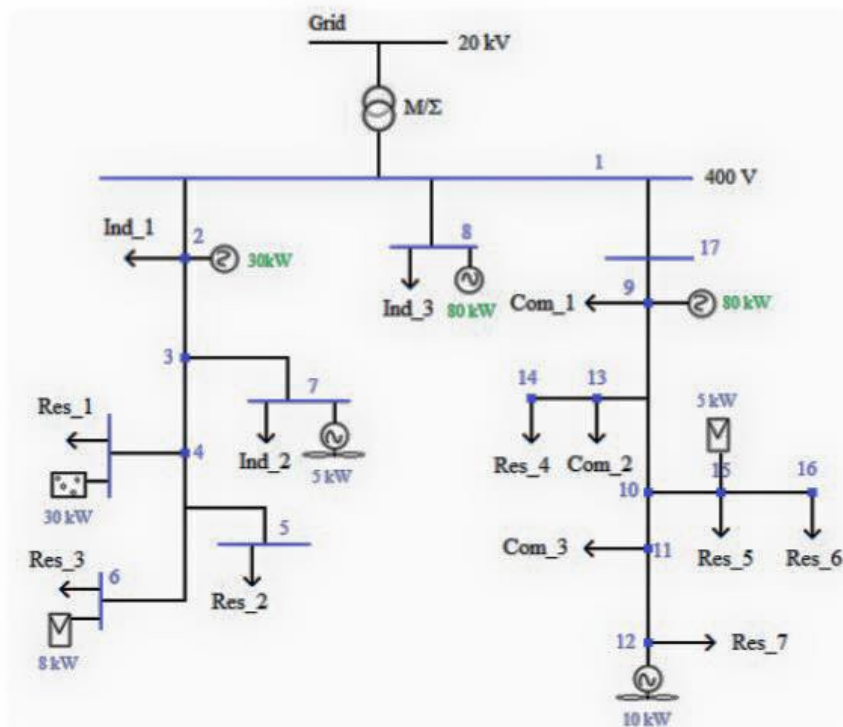 Grid
20 kV
M/Σ
1
400 V
Ind_1
2
30kW
8
Ind_3
80 kW
17
9
Com_1
80 kW
3
7
Ind_2
5 kW
Res_1
4
30 kW
5
Res_2
Res_3
6
8 kW
14
13
Res_4
Com_2
5 kW
10
15
16
Res_5
Res_6
Com_3
11
12
Res_7
10 kW